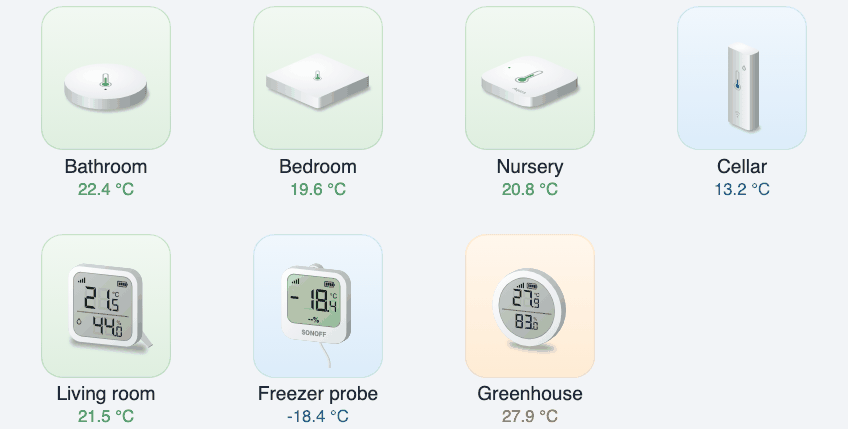 Bathroom
22.4 °C
Bedroom
19.6 °C
Nursery
20.8 °C
Cellar
13.2 °C
21.5 °C
44.0 %
Living room
21.5 °C
-18.4 °C
--%
SONOFF
Freezer probe
-18.4 °C
27.9 °C
83.0 %
Greenhouse
27.9 °C